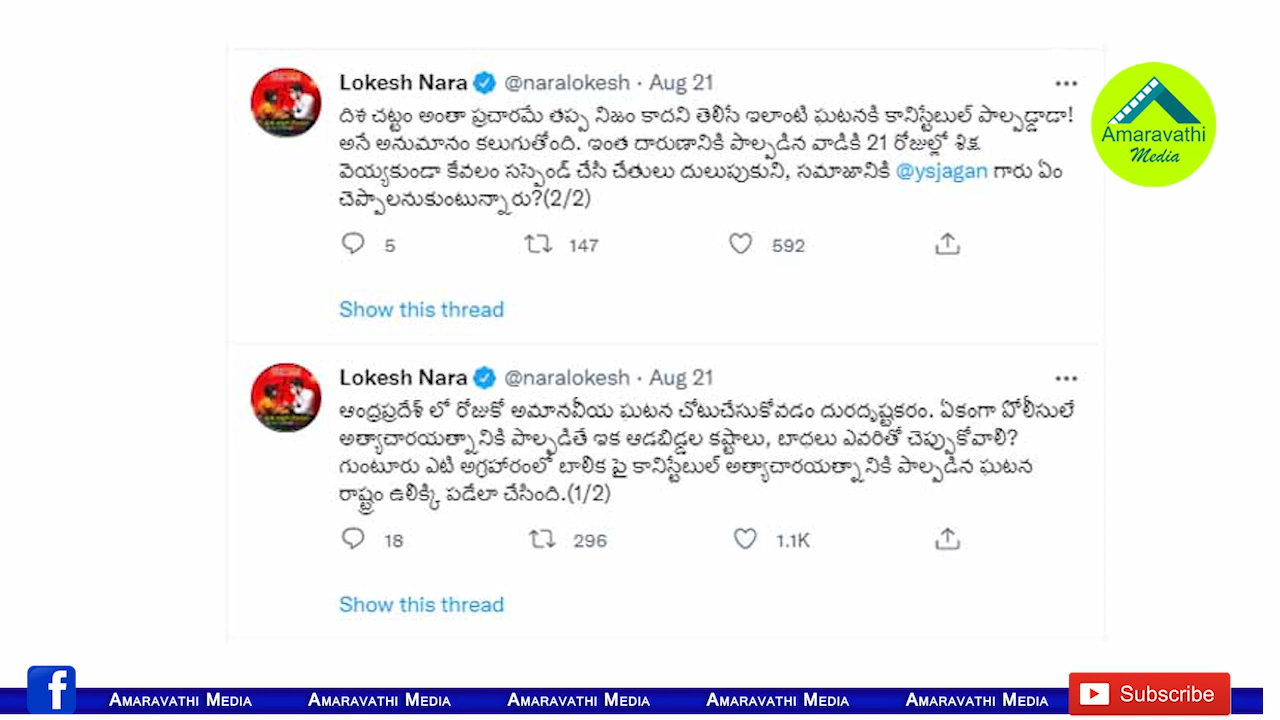 Lokesh Nara @naralokesh · Aug 21
దిశ చట్టం అంతా ప్రచారమే తప్ప నిజం కాదని తెలిసే ఇలాంటి ఘటనకి కానిస్టేబుల్ పాల్పడ్డాడా!
అనే అనుమానం కలుగుతోంది. ఇంత దారుణానికి పాల్పడిన వాడికి 21 రోజుల్లో శిక్ష
వెయ్యకుండా కేవలం సస్పెండ్ చేసి చేతులు దులుపుకుని, సమాజానికి @ysjagan గారు ఏం
చెప్పాలనుకుంటున్నారు?(2/2)
5 147 592
Show this thread
Lokesh Nara @naralokesh · Aug 21
ఆంధ్రప్రదేశ్ లో రోజుకో అమానవీయ ఘటన చోటుచేసుకోవడం దురదృష్టకరం. ఏకంగా పోలీసులే
అత్యాచారయత్నానికి పాల్పడితే ఇక ఆడబిడ్డల కష్టాలు, బాధలు ఎవరితో చెప్పుకోవాలి?
గుంటూరు ఎటి అగ్రహారంలో బాలిక పై కానిస్టేబుల్ అత్యాచారయత్నానికి పాల్పడిన ఘటన
రాష్ట్రం ఉలిక్కి పడేలా చేసింది.(1/2)
18 296 1.1K
Show this thread
Amaravathi
Media
f Amaravathi Media Amaravathi Media Amaravathi Media Amaravathi Media Amaravathi Media Subscribe